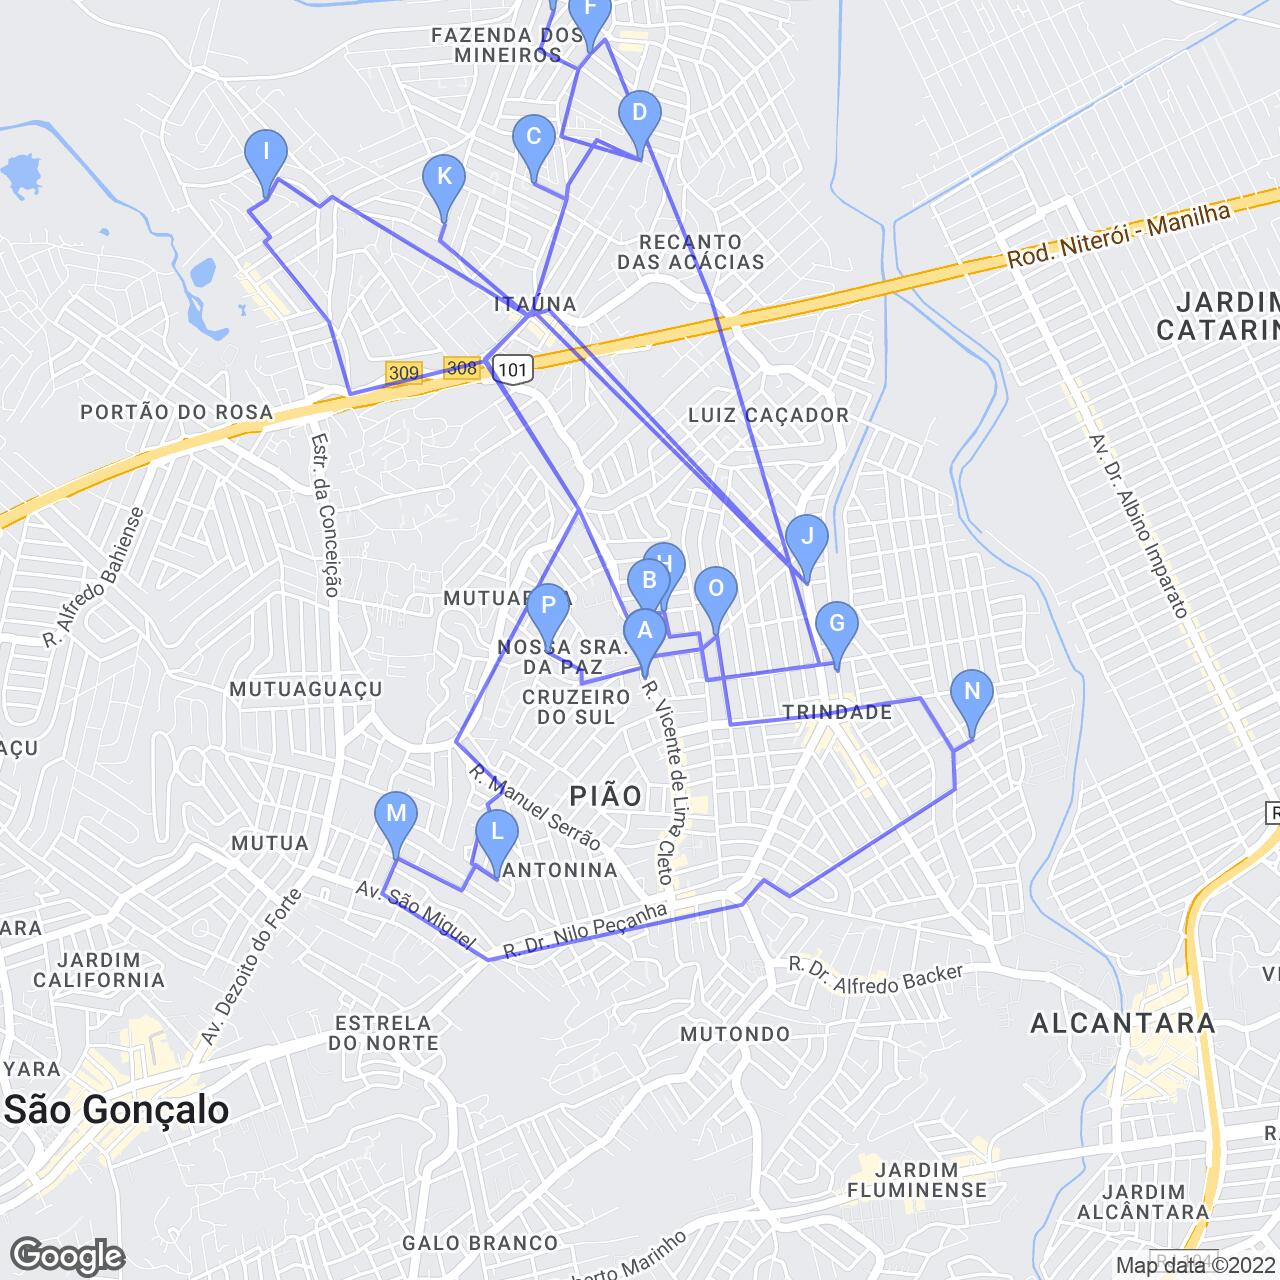 F
FAZENDA DOS
MINEIROS
D
C
I
K
RECANTO
DAS ACÁCIAS
Rod. Niterói - Manilha
ITAÚNA
JARDIM
CATARIN
309
308
101
PORTÃO DO ROSA
LUIZ CAÇADOR
Estr. da Conceição
Av. Dr. Albino Imparato
R. Alfredo Bahiense
J
H
B
O
MUTUA
P
A
G
NOSSA SRA.
DA PAZ
MUTUAGUAÇU
CRUZEIRO
DO SUL
R. Vicente de Lima Cleto
N
TRINDADE
AÇU
R. Manuel Serrão
PIÃO
M
L
R
MUTUA
ANTONINA
Av. São Miguel
Av. Dezoito do Forte
ARA
R. Dr. Nilo Peçanha
JARDIM
CALIFORNIA
R. Dr. Alfredo Backer
VI
ESTRELA
DO NORTE
MUTONDO
ALCANTARA
YARA
São Gonçalo
RA
JARDIM
FLUMINENSE
JARDIM
ALCÂNTARA
GALO BRANCO
berto Marinho
Google
Map data ©2022